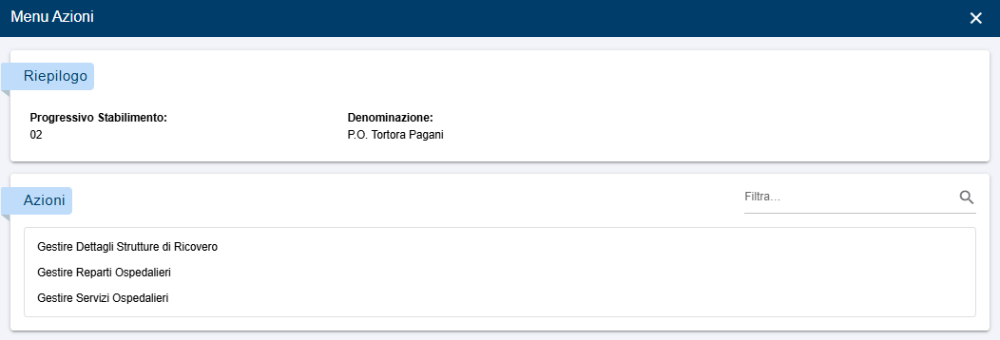 Menu Azioni
Riepilogo
Progressivo Stabilimento: Denominazione:
02 P.O. Tortora Pagani
Azioni Filtra...
Gestire Dettagli Strutture di Ricovero
Gestire Reparti Ospedalieri
Gestire Servizi Ospedalieri